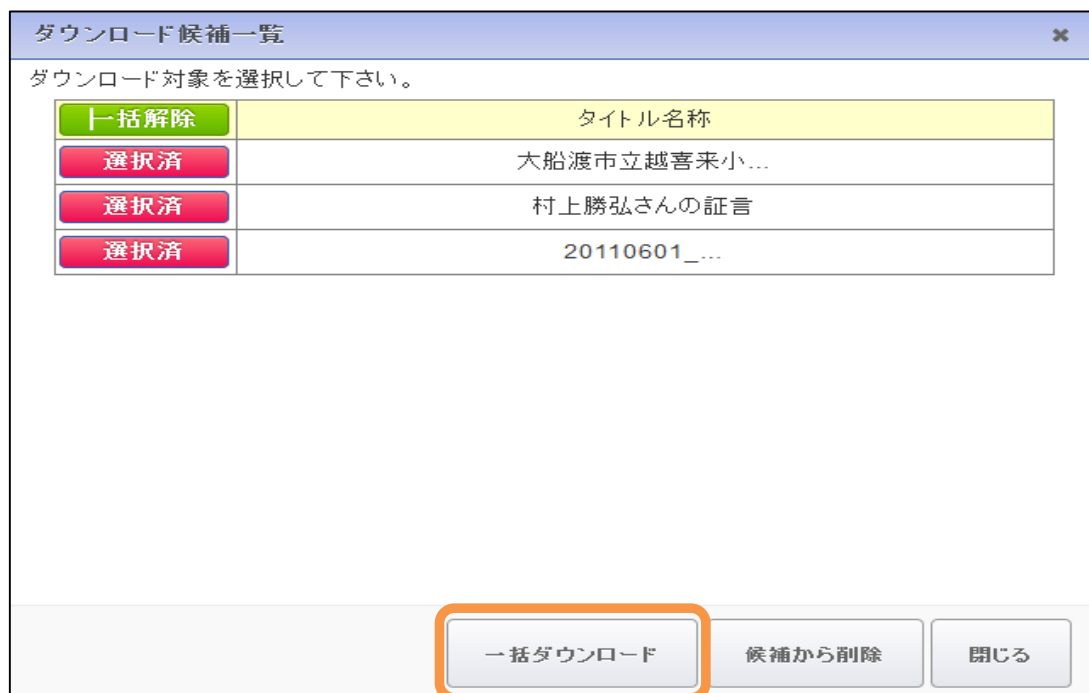 ダウンロード候補一覧
ダウンロード対象を選択して下さい。
一括解除 タイトル名称
選択済 大船渡市立越喜来小...
選択済 村上勝弘さんの証言
選択済 20110601_...
一括ダウンロード 候補から削除 閉じる